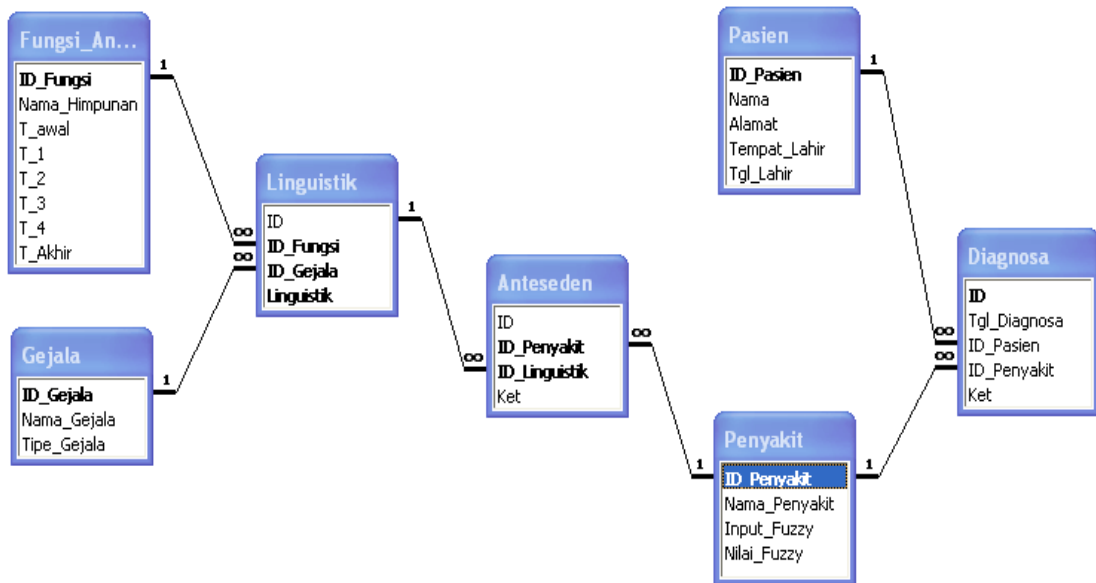 Fungsi_An...
ID_Fungsi
Nama_Himpunan
T_awal
T_1
T_2
T_3
T_4
T_Akhir
1
∞
Gejala
ID_Gejala
Nama_Gejala
Tipe_Gejala
1
∞
Linguistik
ID
ID_Fungsi
ID_Gejala
Linguistik
1
∞
Anteseden
ID
ID_Penyakit
ID_Linguistik
Ket
∞
1
Penyakit
ID_Penyakit
Nama_Penyakit
Input_Fuzzy
Nilai_Fuzzy
1
∞
Pasien
ID_Pasien
Nama
Alamat
Tempat_Lahir
Tgl_Lahir
1
∞
Diagnosa
ID
Tgl_Diagnosa
ID_Pasien
ID_Penyakit
Ket